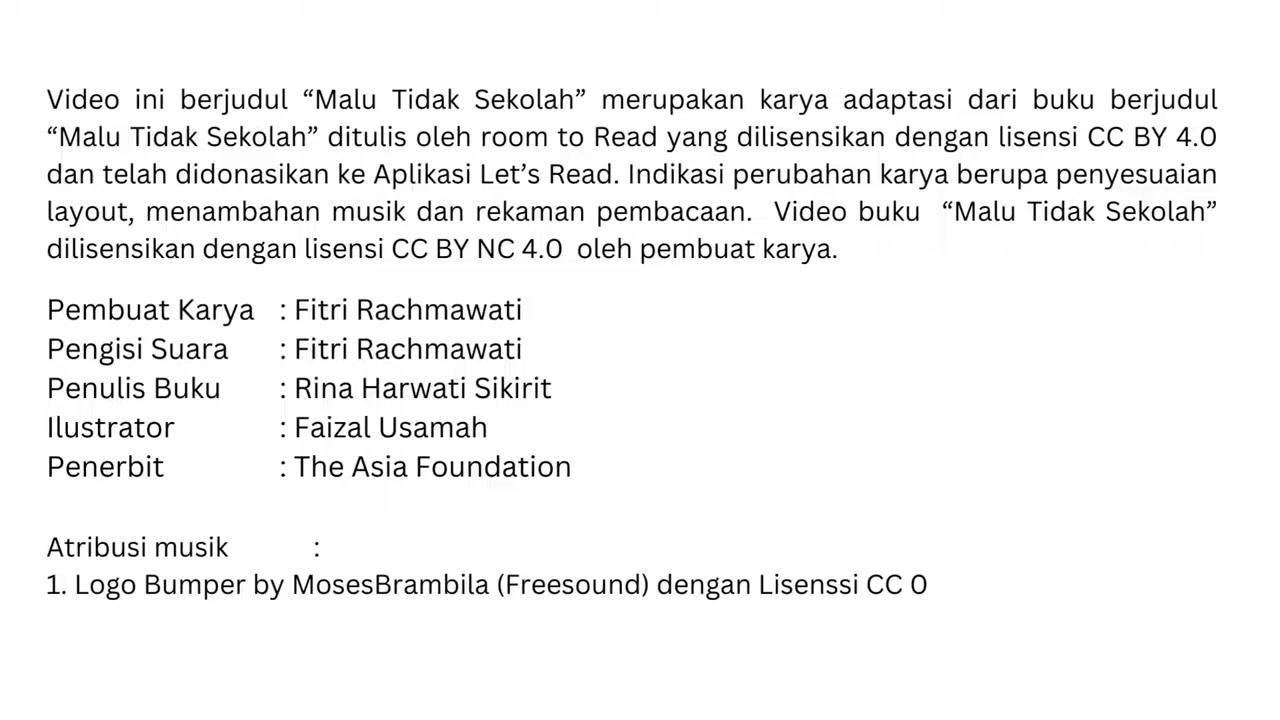 Video ini berjudul “Malu Tidak Sekolah” merupakan karya adaptasi dari buku berjudul
“Malu Tidak Sekolah” ditulis oleh room to Read yang dilisensikan dengan lisensi CC BY 4.0
dan telah didonasikan ke Aplikasi Let’s Read. Indikasi perubahan karya berupa penyesuaian
layout, menambahan musik dan rekaman pembacaan. Video buku “Malu Tidak Sekolah”
dilisensikan dengan lisensi CC BY NC 4.0 oleh pembuat karya.
Pembuat Karya : Fitri Rachmawati
Pengisi Suara : Fitri Rachmawati
Penulis Buku : Rina Harwati Sikirit
Ilustrator : Faizal Usamah
Penerbit : The Asia Foundation
Atribusi musik :
1. Logo Bumper by MosesBrambila (Freesound) dengan Lisenssi CC 0